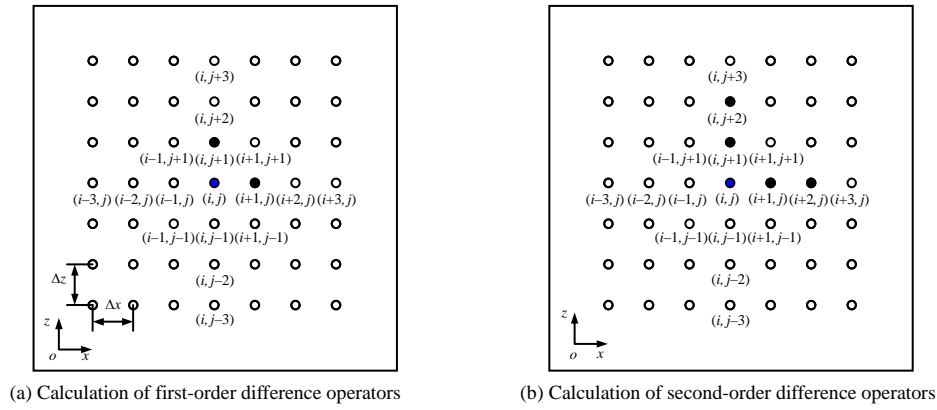 (i, j+3)
(i, j+2)
(i−1, j+1) (i, j+1) (i+1, j+1)
(i−3, j) (i−2, j) (i−1, j) (i, j) (i+1, j) (i+2, j) (i+3, j)
(i−1, j−1) (i, j−1) (i+1, j−1)
(i, j−2)
(i, j−3)
Δz
Δx
z
o x
(a) Calculation of first-order difference operators
(i, j+3)
(i, j+2)
(i−1, j+1) (i, j+1) (i+1, j+1)
(i−3, j) (i−2, j) (i−1, j) (i, j) (i+1, j) (i+2, j) (i+3, j)
(i−1, j−1) (i, j−1) (i+1, j−1)
(i, j−2)
(i, j−3)
z
o x
(b) Calculation of second-order difference operators